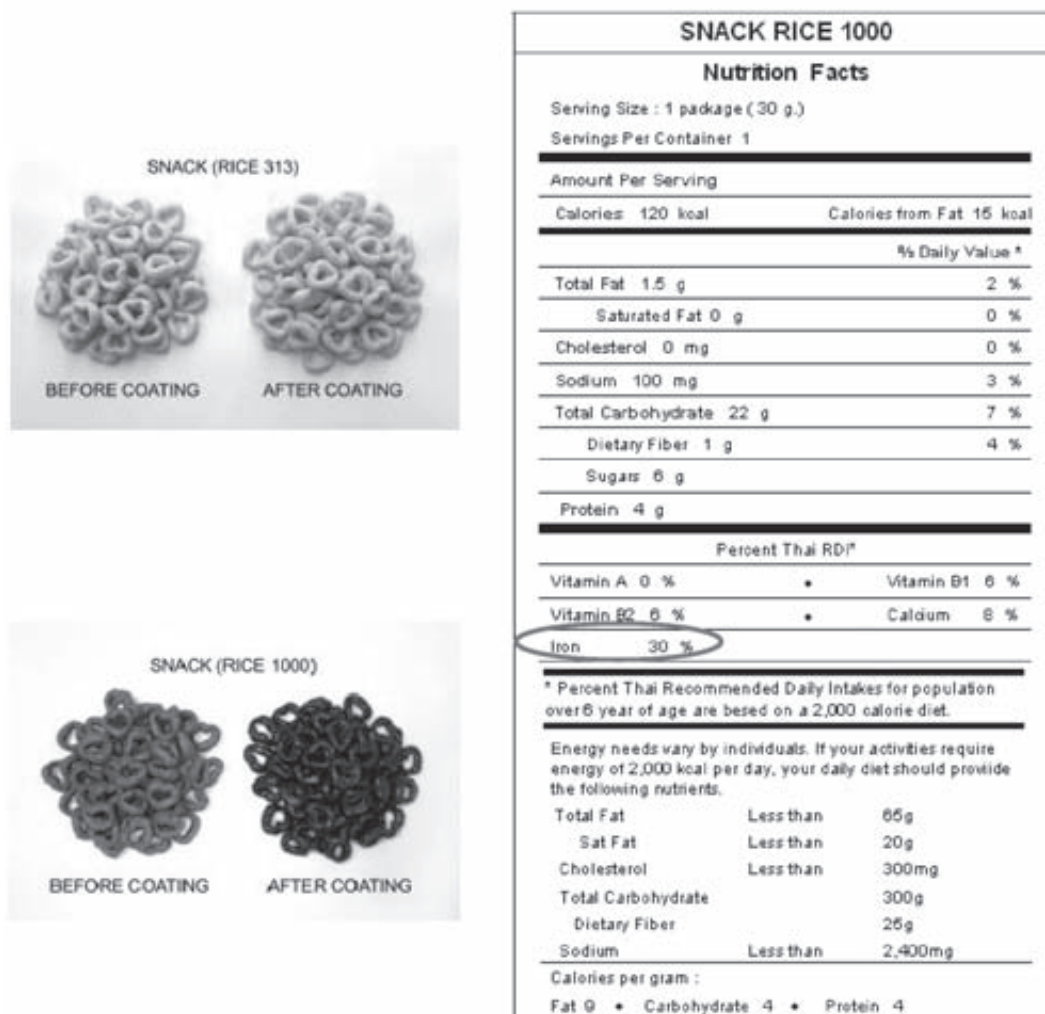 SNACK (RICE 313)
BEFORE COATING
AFTER COATING
SNACK (RICE 1000)
BEFORE COATING
AFTER COATING
SNACK RICE 1000
Nutrition Facts
Serving Size : 1 package ( 30 g.)
Servings Per Container 1
Amount Per Serving
Calories 120 kcal Calories from Fat 15 kcal
% Daily Value *
Total Fat 1.5 g 2 %
Saturated Fat 0 g 0 %
Cholesterol 0 mg 0 %
Sodium 100 mg 3 %
Total Carbohydrate 22 g 7 %
Dietary Fiber 1 g 4 %
Sugars 6 g
Protein 4 g
Percent Thai RDI*
Vitamin A 0 % • Vitamin B1 6 %
Vitamin B2 6 % • Calcium 8 %
Iron 30 %
* Percent Thai Recommended Daily Intakes for population
over 6 year of age are besed on a 2,000 calorie diet.
Energy needs vary by individuals. If your activities require
energy of 2,000 kcal per day, your daily diet should provide
the following nutrients.
Total Fat Less than 65g
Sat Fat Less than 20g
Cholesterol Less than 300mg
Total Carbohydrate 300g
Dietary Fiber 25g
Sodium Less than 2,400mg
Calories per gram :
Fat 9 • Carbohydrate 4 • Protein 4